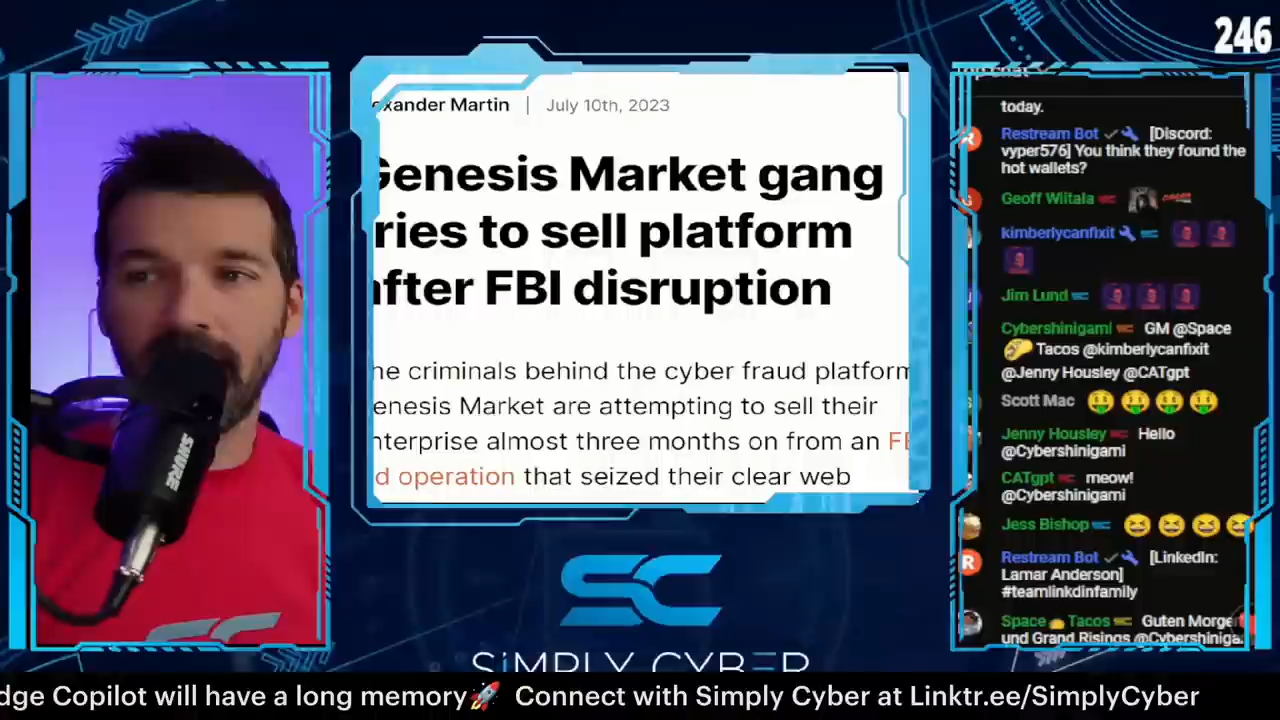 246
exander Martin | July 10th, 2023
Genesis Market gang
ries to sell platform
after FBI disruption
he criminals behind the cyber fraud platform
enesis Market are attempting to sell their
nterprise almost three months on from an FB
d operation that seized their clear web
SC
SIMPLY CYBER
SHURE
today.
Restream Bot [Discord:
vyper576] You think they found the
hot wallets?
Geoff Wiltala
kimberlycanfixit
Jim Lund
Cybershinigami GM @Space
Tacos @kimberlycanfixit
@Jenny Housley @CATgpt
Scott Mac
Jenny Housley Hello
@Cybershinigami
CATgpt meow!
@Cybershinigami
Jess Bishop
Restream Bot [LinkedIn:
Lamar Anderson]
#teamlinkdinfamily
Space Tacos Guten Morge
und Grand Risings @Cybershiniga
dge Copilot will have a long memory🚀 Connect with Simply Cyber at Linktr.ee/SimplyCyber